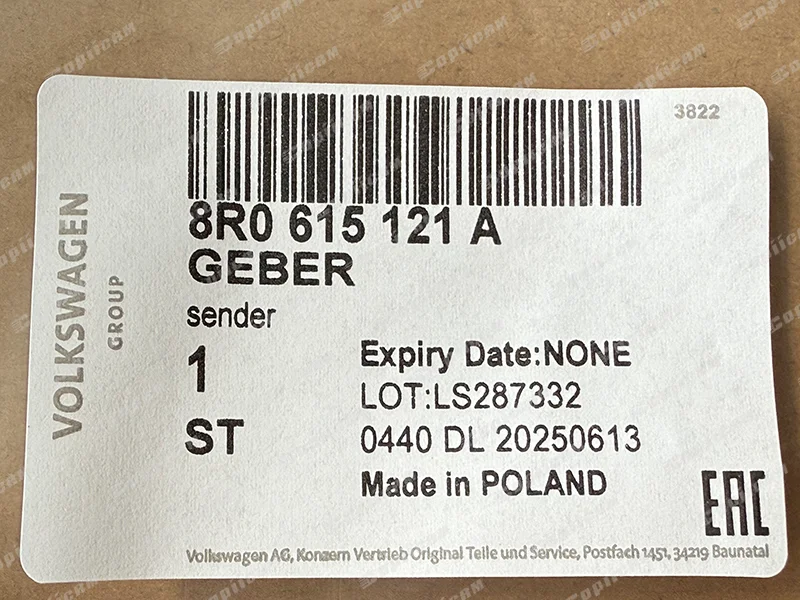 3822
8R0 615 121 A
GEBER
sender
1
ST
Expiry Date:NONE
LOT:LS287332
0440 DL 20250613
Made in POLAND
EAC
VOLKSWAGEN
GROUP
Volkswagen AG, Konzern Vertrieb Original Teile und Service, Postfach 1451, 34219 Baunatal